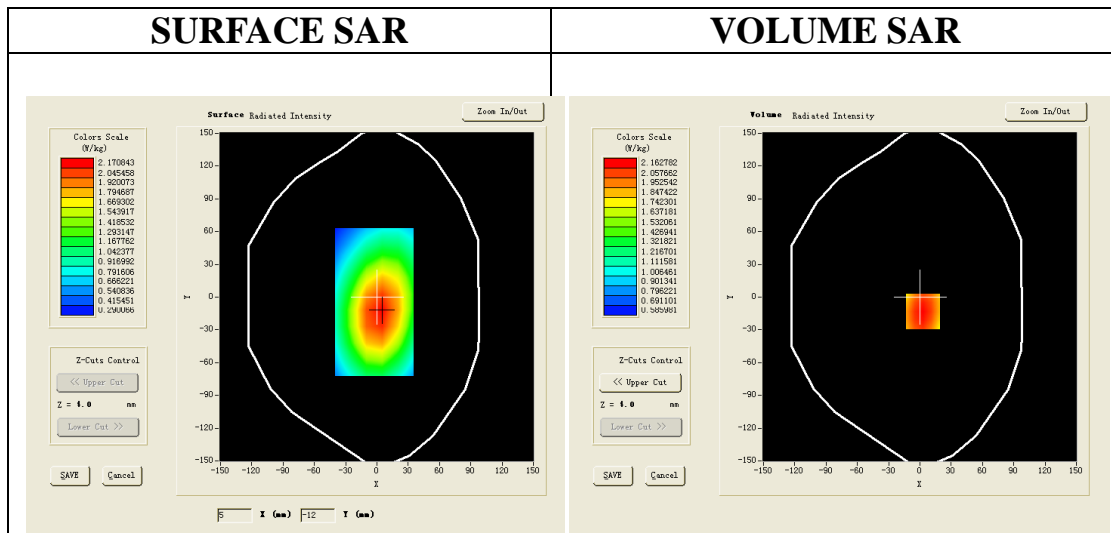 SURFACE SAR
VOLUME SAR
Surface Radiated Intensity
Zoom In/Out
Colors Scale
(W/kg)
2.170843
2.045458
1.920073
1.794687
1.669302
1.543917
1.418532
1.293147
1.167762
1.042377
0.916992
0.791606
0.666221
0.540836
0.415451
0.290066
Z-Cuts Control
<< Upper Cut
Z = 4.0 mm
Lower Cut >>
SAVE
Cancel
150
120
90
60
30
0
-30
-60
-90
-120
-150
Y
-150 -120 -90 -60 -30 0 30 60 90 120 150
X
5 X (mm) -12 Y (mm)
Volume Radiated Intensity
Zoom In/Out
Colors Scale
(W/kg)
2.162782
2.057662
1.952542
1.847422
1.742301
1.637181
1.532061
1.426941
1.321821
1.216701
1.111581
1.006461
0.901341
0.796221
0.691101
0.585981
Z-Cuts Control
<< Upper Cut
Z = 4.0 mm
Lower Cut >>
SAVE
Cancel
150
120
90
60
30
0
-30
-60
-90
-120
-150
Y
-150 -120 -90 -60 -30 0 30 60 90 120 150
X